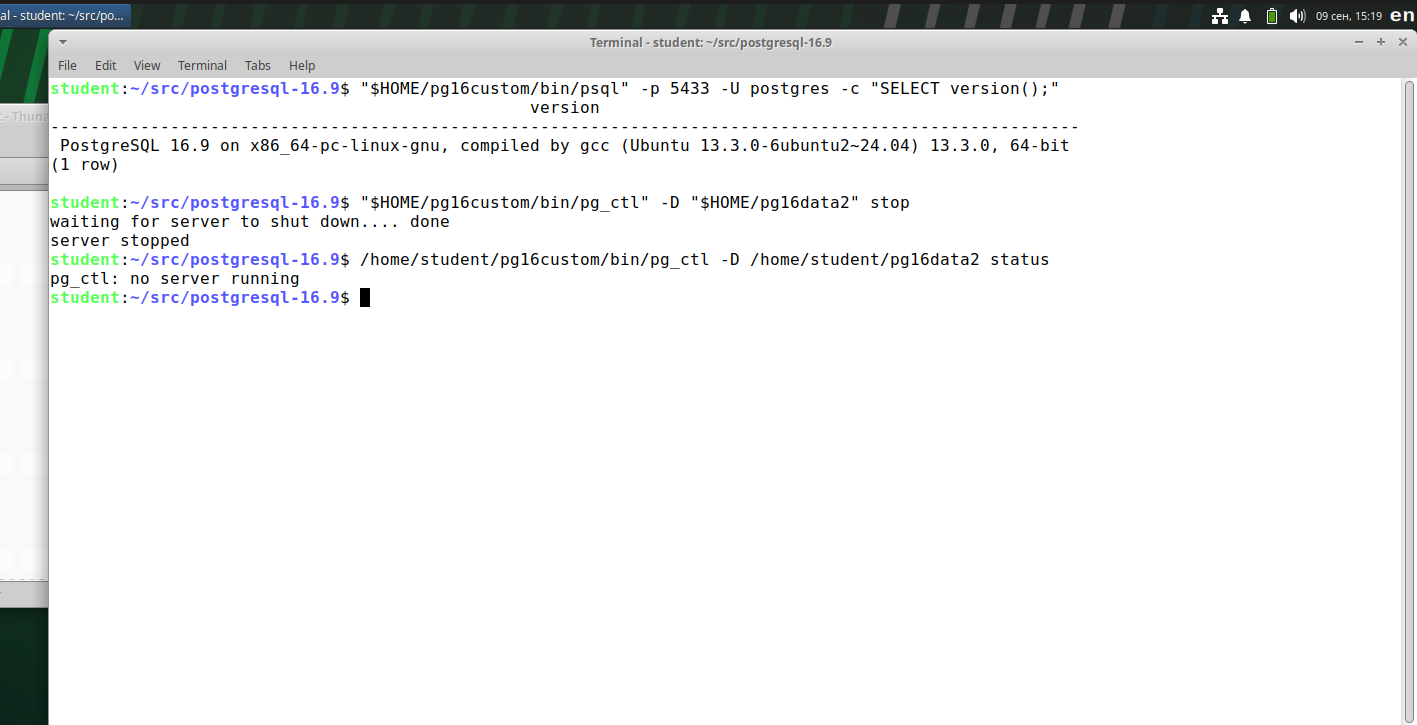 al - student: ~/src/po...
09 сен, 15:19 en
Terminal - student: ~/src/postgresql-16.9
File Edit View Terminal Tabs Help
student:~/src/postgresql-16.9$ "$HOME/pg16custom/bin/psql" -p 5433 -U postgres -c "SELECT version();"
version
-------------------------------------------------------------------------------------------------------
PostgreSQL 16.9 on x86_64-pc-linux-gnu, compiled by gcc (Ubuntu 13.3.0-6ubuntu2~24.04) 13.3.0, 64-bit
(1 row)
student:~/src/postgresql-16.9$ "$HOME/pg16custom/bin/pg_ctl" -D "$HOME/pg16data2" stop
waiting for server to shut down.... done
server stopped
student:~/src/postgresql-16.9$ /home/student/pg16custom/bin/pg_ctl -D /home/student/pg16data2 status
pg_ctl: no server running
student:~/src/postgresql-16.9$